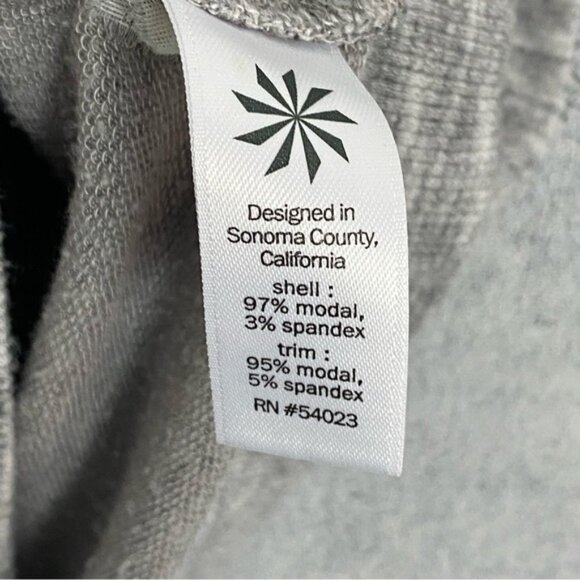 Designed in
Sonoma County,
California
shell :
97% modal,
3% spandex
trim :
95% modal,
5% spandex
RN #54023